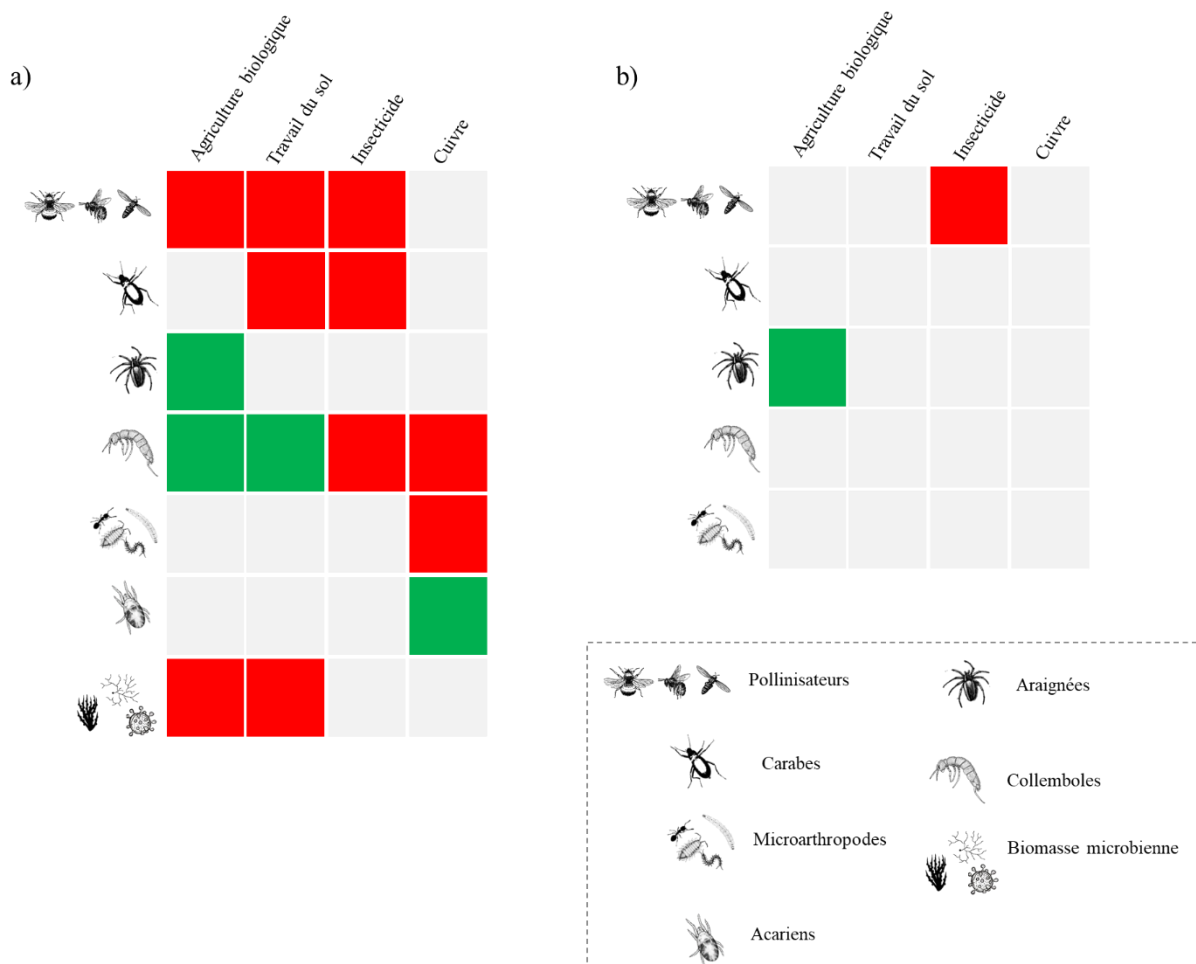 a)
Agriculture biologique
Travail du sol
Insecticide
Cuivre
b)
Agriculture biologique
Travail du sol
Insecticide
Cuivre
Pollinisateurs
Araignées
Carabes
Collemboles
Microarthropodes
Biomasse microbienne
Acariens